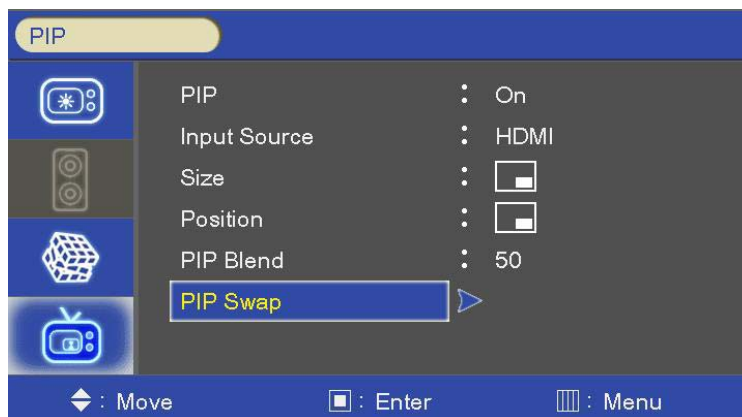 PIP
PIP : On
Input Source : HDMI
Size :
Position :
PIP Blend : 50
PIP Swap
: Move : Enter : Menu